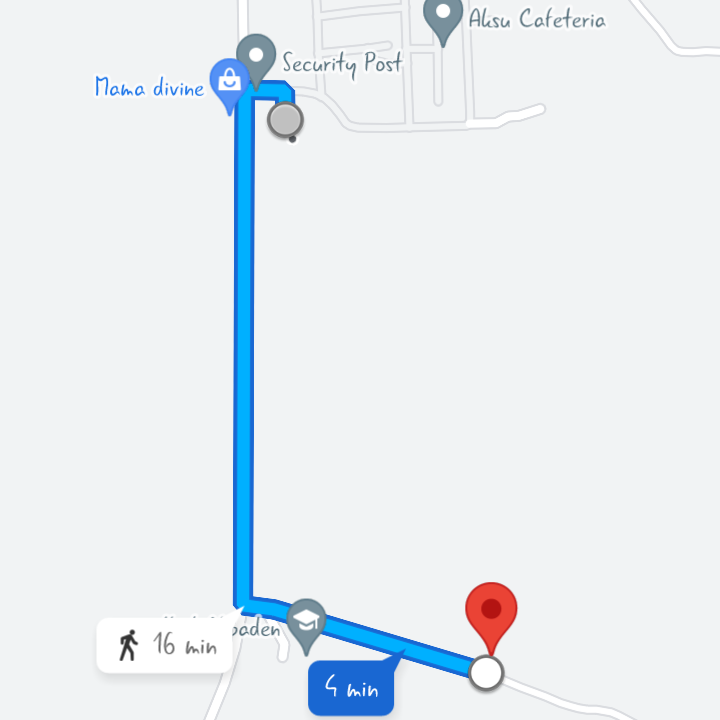 Aksu Cafeteria
Security Post
Mama divine
16 min
4 min